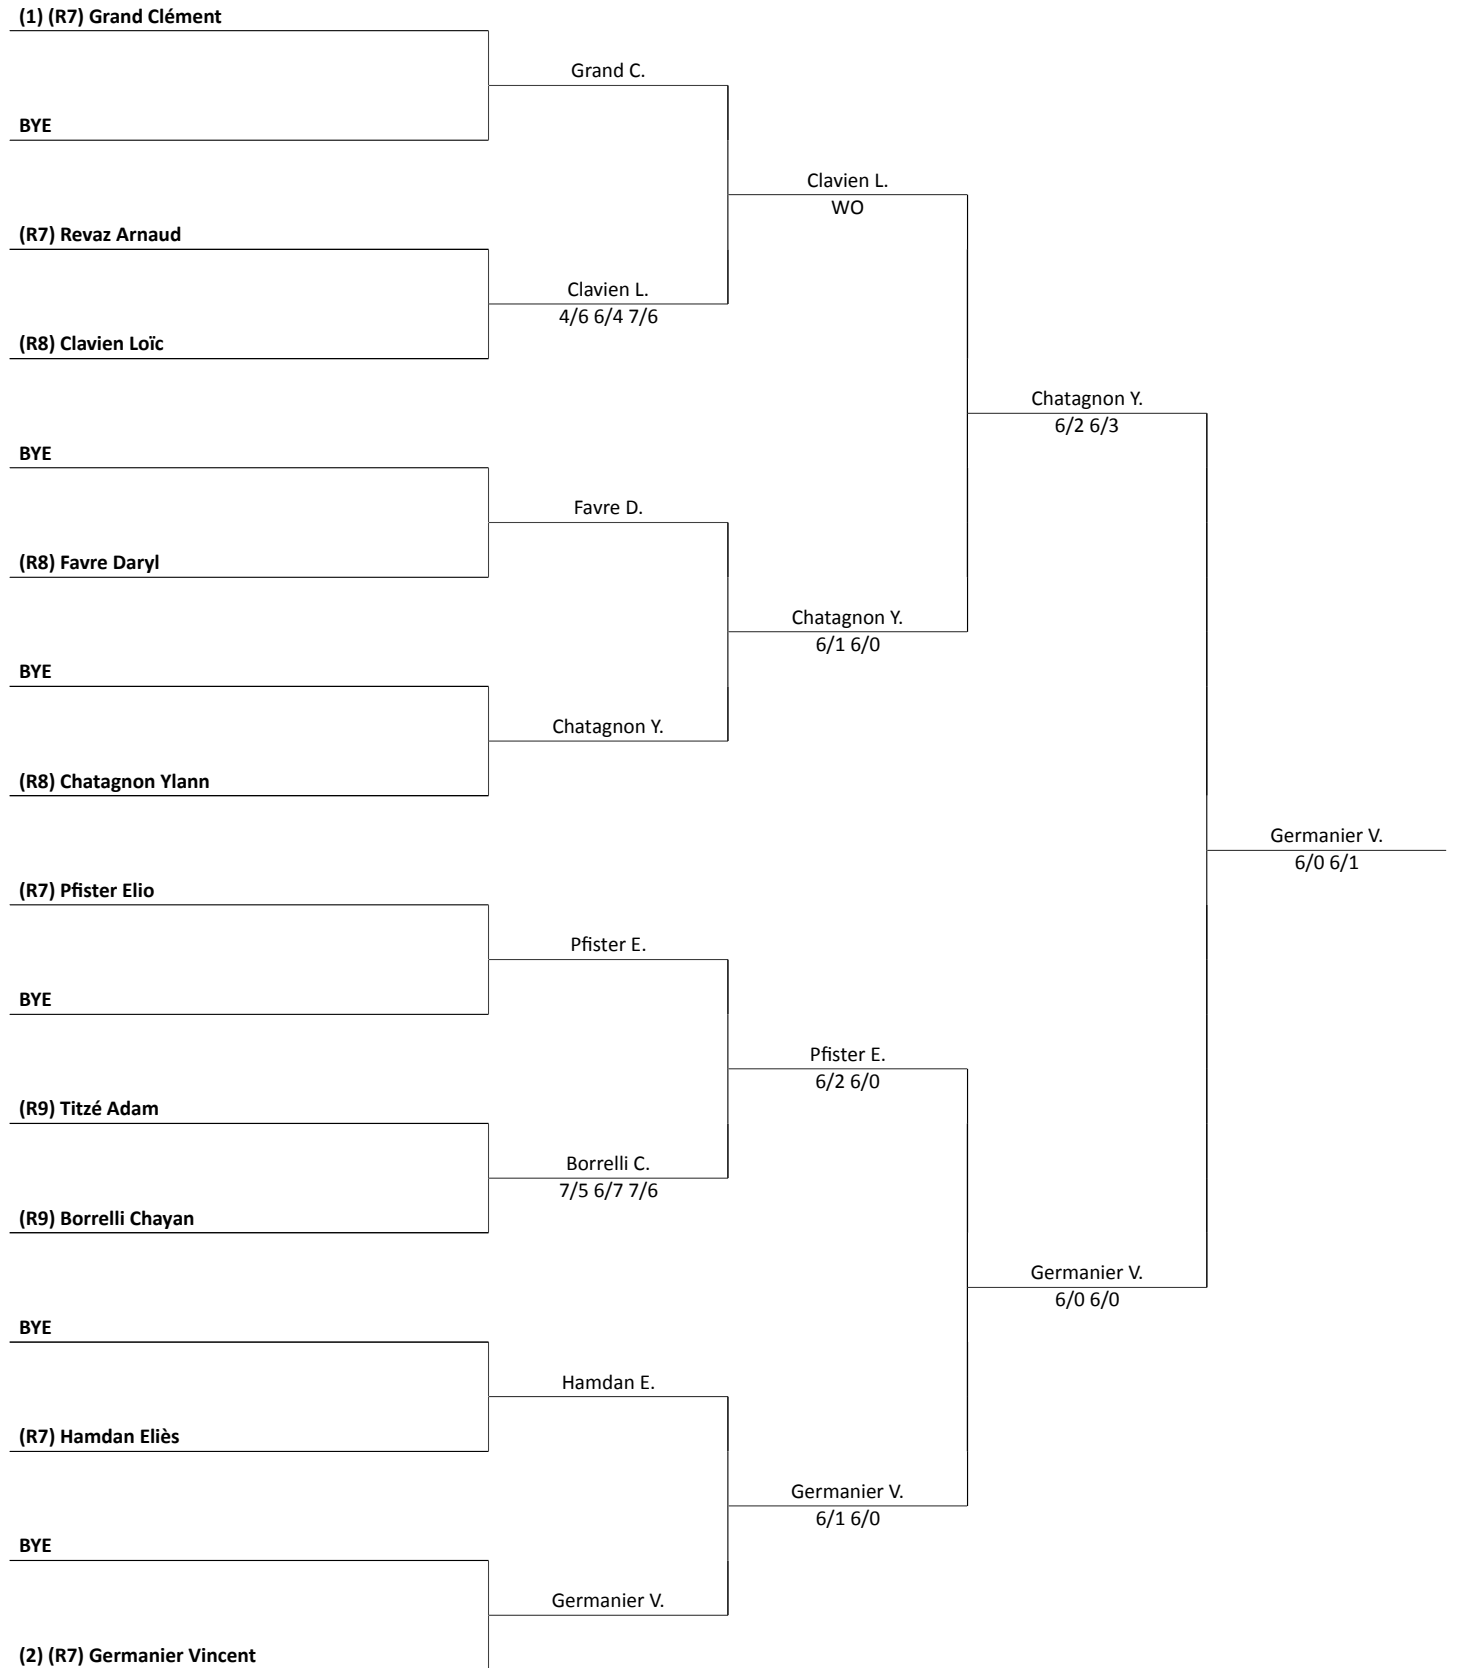 (1) (R7) Grand Clément
Grand C.
BYE
Clavien L.
WO
(R7) Revaz Arnaud
Clavien L.
4/6 6/4 7/6
(R8) Clavien Loïc
Chatagnon Y.
6/2 6/3
BYE
Favre D.
(R8) Favre Daryl
Chatagnon Y.
6/1 6/0
BYE
Chatagnon Y.
(R8) Chatagnon Ylann
Germanier V.
6/0 6/1
(R7) Pfister Elio
Pfister E.
BYE
Pfister E.
6/2 6/0
(R9) Titzé Adam
Borrelli C.
7/5 6/7 7/6
(R9) Borrelli Chayan
Germanier V.
6/0 6/0
BYE
Hamdan E.
(R7) Hamdan Eliès
Germanier V.
6/1 6/0
BYE
Germanier V.
(2) (R7) Germanier Vincent